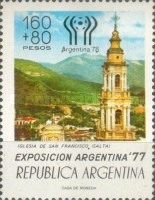 160
+80
PESOS
Argentina '78
IGLESIA DE SAN FRANCISCO (SALTA)
EXPOSICION ARGENTINA '77
REPUBLICA ARGENTINA
CASA DE MONEDA